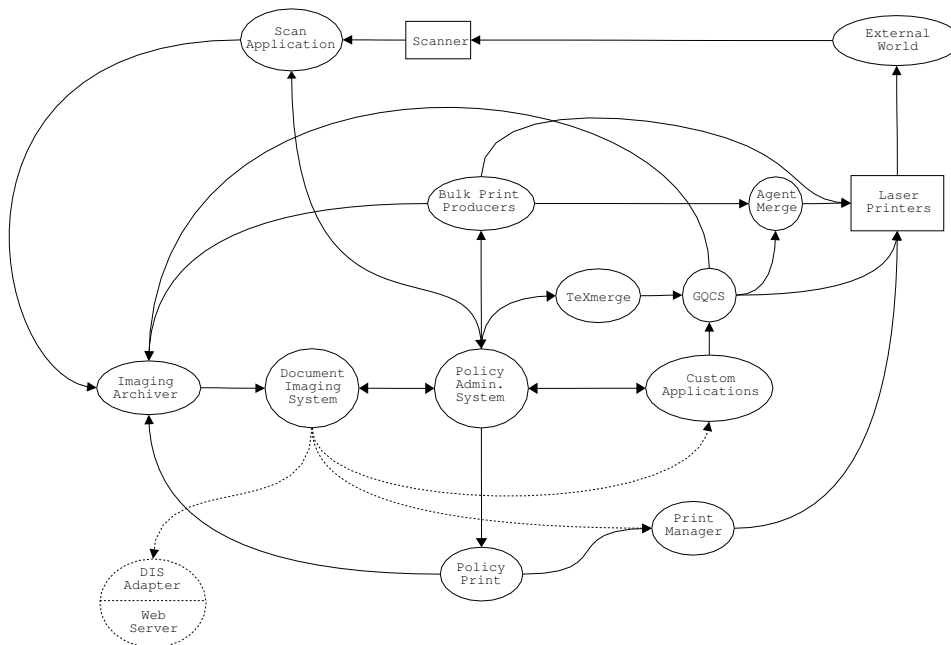 Scan
Application
Scanner
External
World
Bulk Print
Producers
Agent
Merge
Laser
Printers
TeXmerge
GQCS
Imaging
Archiver
Document
Imaging
System
Policy
Admin.
System
Custom
Applications
Print
Manager
DIS
Adapter
Web
Server
Policy
Print